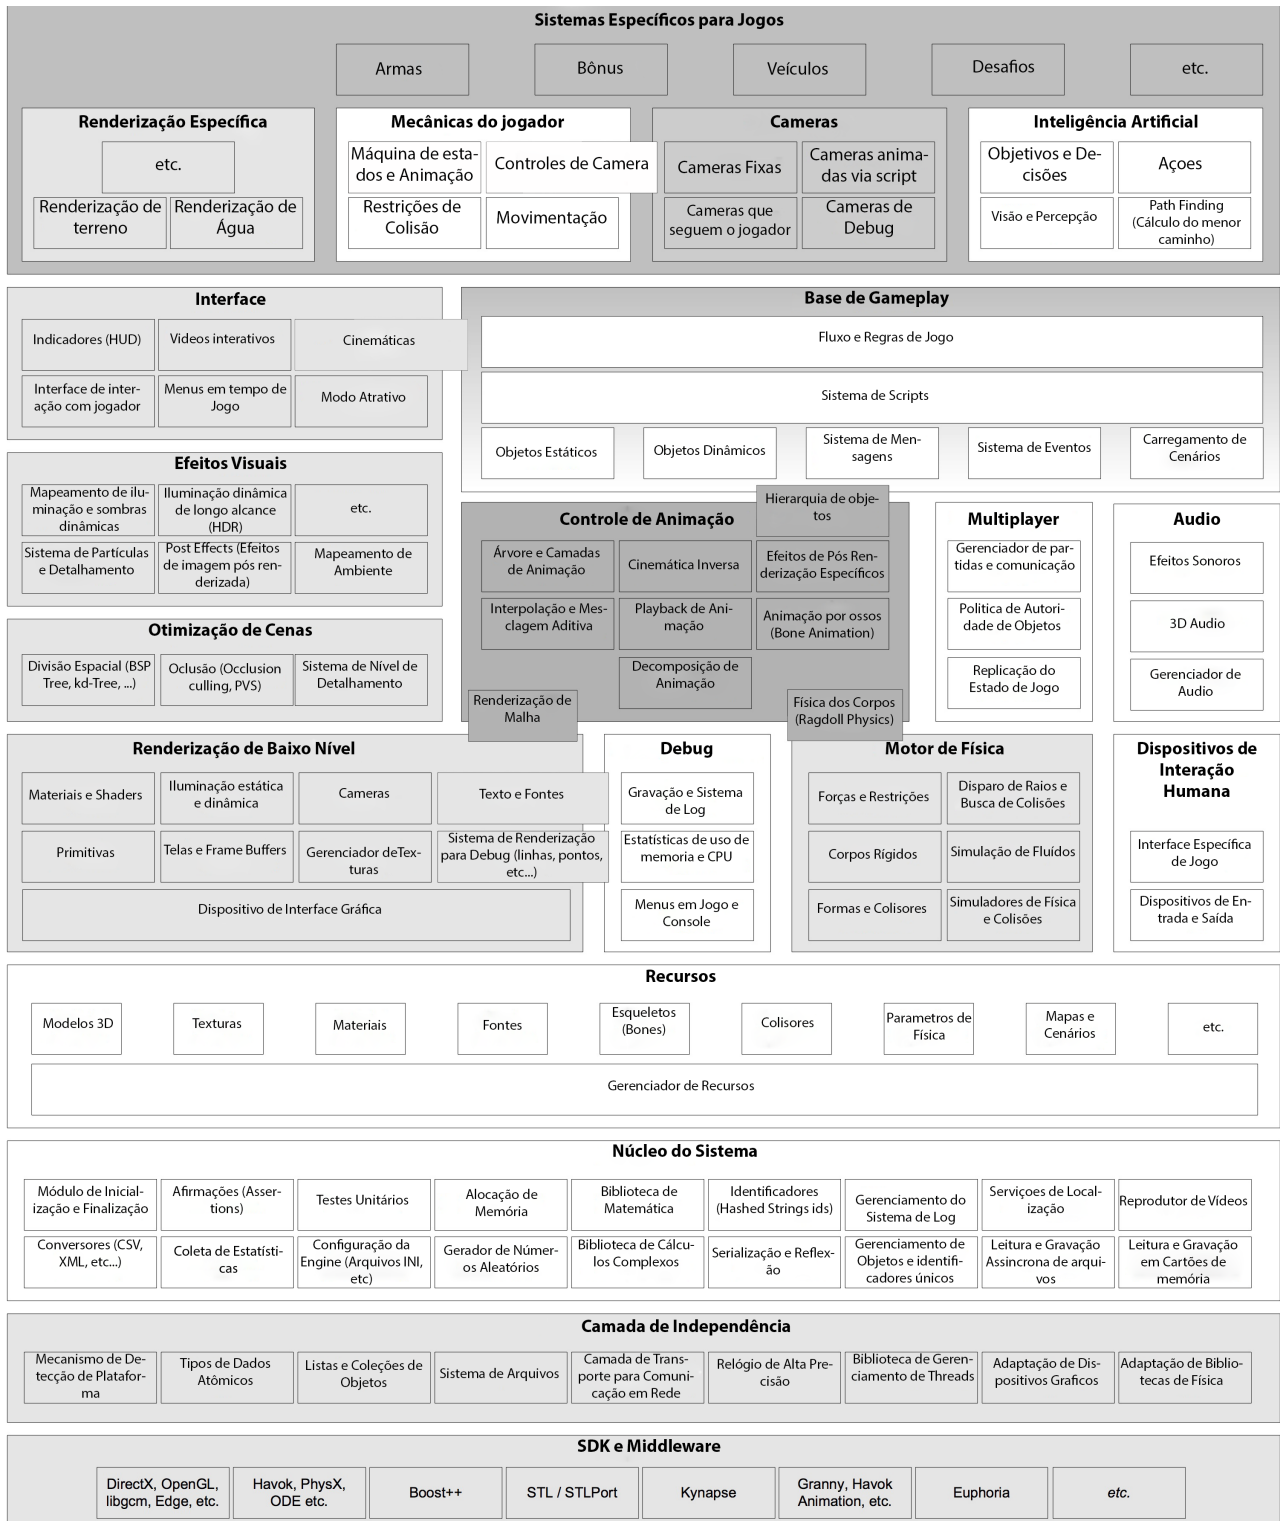 Sistemas Específicos para Jogos
Armas
Bônus
Veículos
Desafios
etc.
Renderização Específica
etc.
Renderização de
terreno
Renderização de
Água
Mecânicas do jogador
Máquina de esta-
dos e Animação
Controles de Camera
Restrições de
Colisão
Movimentação
Cameras
Cameras Fixas
Cameras anima-
das via script
Cameras que
seguem o jogador
Cameras de
Debug
Inteligência Artificial
Objetivos e De-
cisões
Açoes
Visão e Percepção
Path Finding
(Cálculo do menor
caminho)
Interface
Indicadores (HUD)
Videos interativos
Cinemáticas
Interface de inter-
ação com jogador
Menus em tempo de
Jogo
Modo Atrativo
Base de Gameplay
Fluxo e Regras de Jogo
Sistema de Scripts
Objetos Estáticos
Objetos Dinâmicos
Sistema de Men-
sagens
Sistema de Eventos
Carregamento de
Cenários
Efeitos Visuais
Mapeamento de ilu-
minação e sombras
dinâmicas
Iluminação dinâmica
de longo alcance
(HDR)
etc.
Sistema de Partículas
e Detalhamento
Post Effects (Efeitos
de imagem pós ren-
derizada)
Mapeamento de
Ambiente
Controle de Animação
Hierarquia de obje-
tos
Árvore e Camadas
de Animação
Cinemática Inversa
Efeitos de Pós Ren-
derização Específicos
Interpolação e Mes-
clagem Aditiva
Playback de Ani-
mação
Animação por ossos
(Bone Animation)
Decomposição de
Animação
Renderização de
Malha
Física dos Corpos
(Ragdoll Physics)
Multiplayer
Gerenciador de par-
tidas e comunicação
Politica de Autori-
dade de Objetos
Replicação do
Estado de Jogo
Audio
Efeitos Sonoros
3D Audio
Gerenciador de
Audio
Otimização de Cenas
Divisão Espacial (BSP
Tree, kd-Tree, ...)
Oclusão (Occlusion
culling, PVS)
Sistema de Nível de
Detalhamento
Renderização de Baixo Nível
Materiais e Shaders
Iluminação estática
e dinâmica
Cameras
Texto e Fontes
Primitivas
Telas e Frame Buffers
Gerenciador deTex-
turas
Sistema de Renderização
para Debug (linhas, pontos,
etc...)
Dispositivo de Interface Gráfica
Debug
Gravação e Sistema
de Log
Estatísticas de uso de
memoria e CPU
Menus em Jogo e
Console
Motor de Física
Forças e Restrições
Disparo de Raios e
Busca de Colisões
Corpos Rígidos
Simulação de Fluídos
Formas e Colisores
Simuladores de Física
e Colisões
Dispositivos de
Interação
Humana
Interface Específica
de Jogo
Dispositivos de En-
trada e Saída
Recursos
Modelos 3D
Texturas
Materiais
Fontes
Esqueletos
(Bones)
Colisores
Parametros de
Física
Mapas e
Cenários
etc.
Gerenciador de Recursos
Núcleo do Sistema
Módulo de Inicial-
ização e Finalização
Afirmações (Asser-
tions)
Testes Unitários
Alocação de
Memória
Biblioteca de
Matemática
Identificadores
(Hashed Strings ids)
Gerenciamento do
Sistema de Log
Serviçoes de Local-
ização
Reprodutor de Vídeos
Conversores (CSV,
XML, etc...)
Coleta de Estatísti-
cas
Configuração da
Engine (Arquivos INI,
etc)
Gerador de Númer-
os Aleatórios
Biblioteca de Cálcu-
los Complexos
Serialização e Reflex-
ão
Gerenciamento de
Objetos e identifi-
cadores únicos
Leitura e Gravação
Assincrona de arqui-
vos
Leitura e Gravação
em Cartões de
memória
Camada de Independência
Mecanismo de De-
tecção de Platafor-
ma
Tipos de Dados
Atômicos
Listas e Coleções de
Objetos
Sistema de Arquivos
Camada de Trans-
porte para Comuni-
cação em Rede
Relógio de Alta Pre-
cisão
Biblioteca de Geren-
ciamento de Threads
Adaptação de Dis-
positivos Graficos
Adaptação de Biblio-
tecas de Física
SDK e Middleware
DirectX, OpenGL,
libgcm, Edge, etc.
Havok, PhysX,
ODE etc.
Boost++
STL / STLPort
Kynapse
Granny, Havok
Animation, etc.
Euphoria
etc.